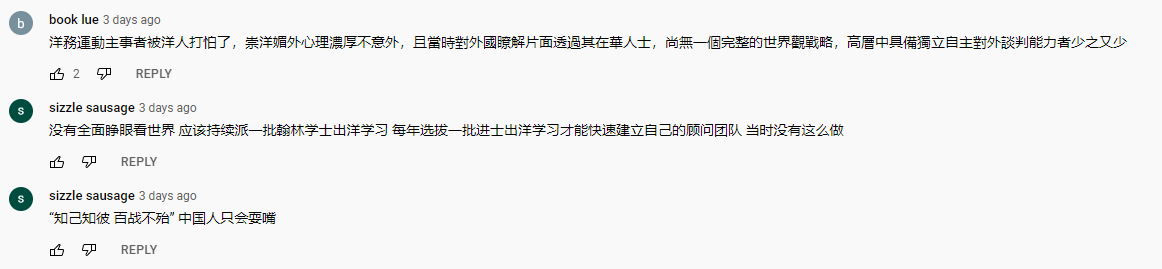 b
book lue 3 days ago
洋務運動主事者被洋人打怕了，崇洋媚外心理濃厚不意外，且當時對外國瞭解片面透過其在華人士，尚無一個完整的世界觀戰略，高層中具備獨立自主對外談判能力者少之又少
2 REPLY
s
sizzle sausage 3 days ago
没有全面睁眼看世界 应该持续派一批翰林学士出洋学习 每年选拔一批进士出洋学习才能快速建立自己的顾问团队 当时没有这么做
REPLY
s
sizzle sausage 3 days ago
“知己知彼 百战不殆” 中国人只会耍嘴
REPLY